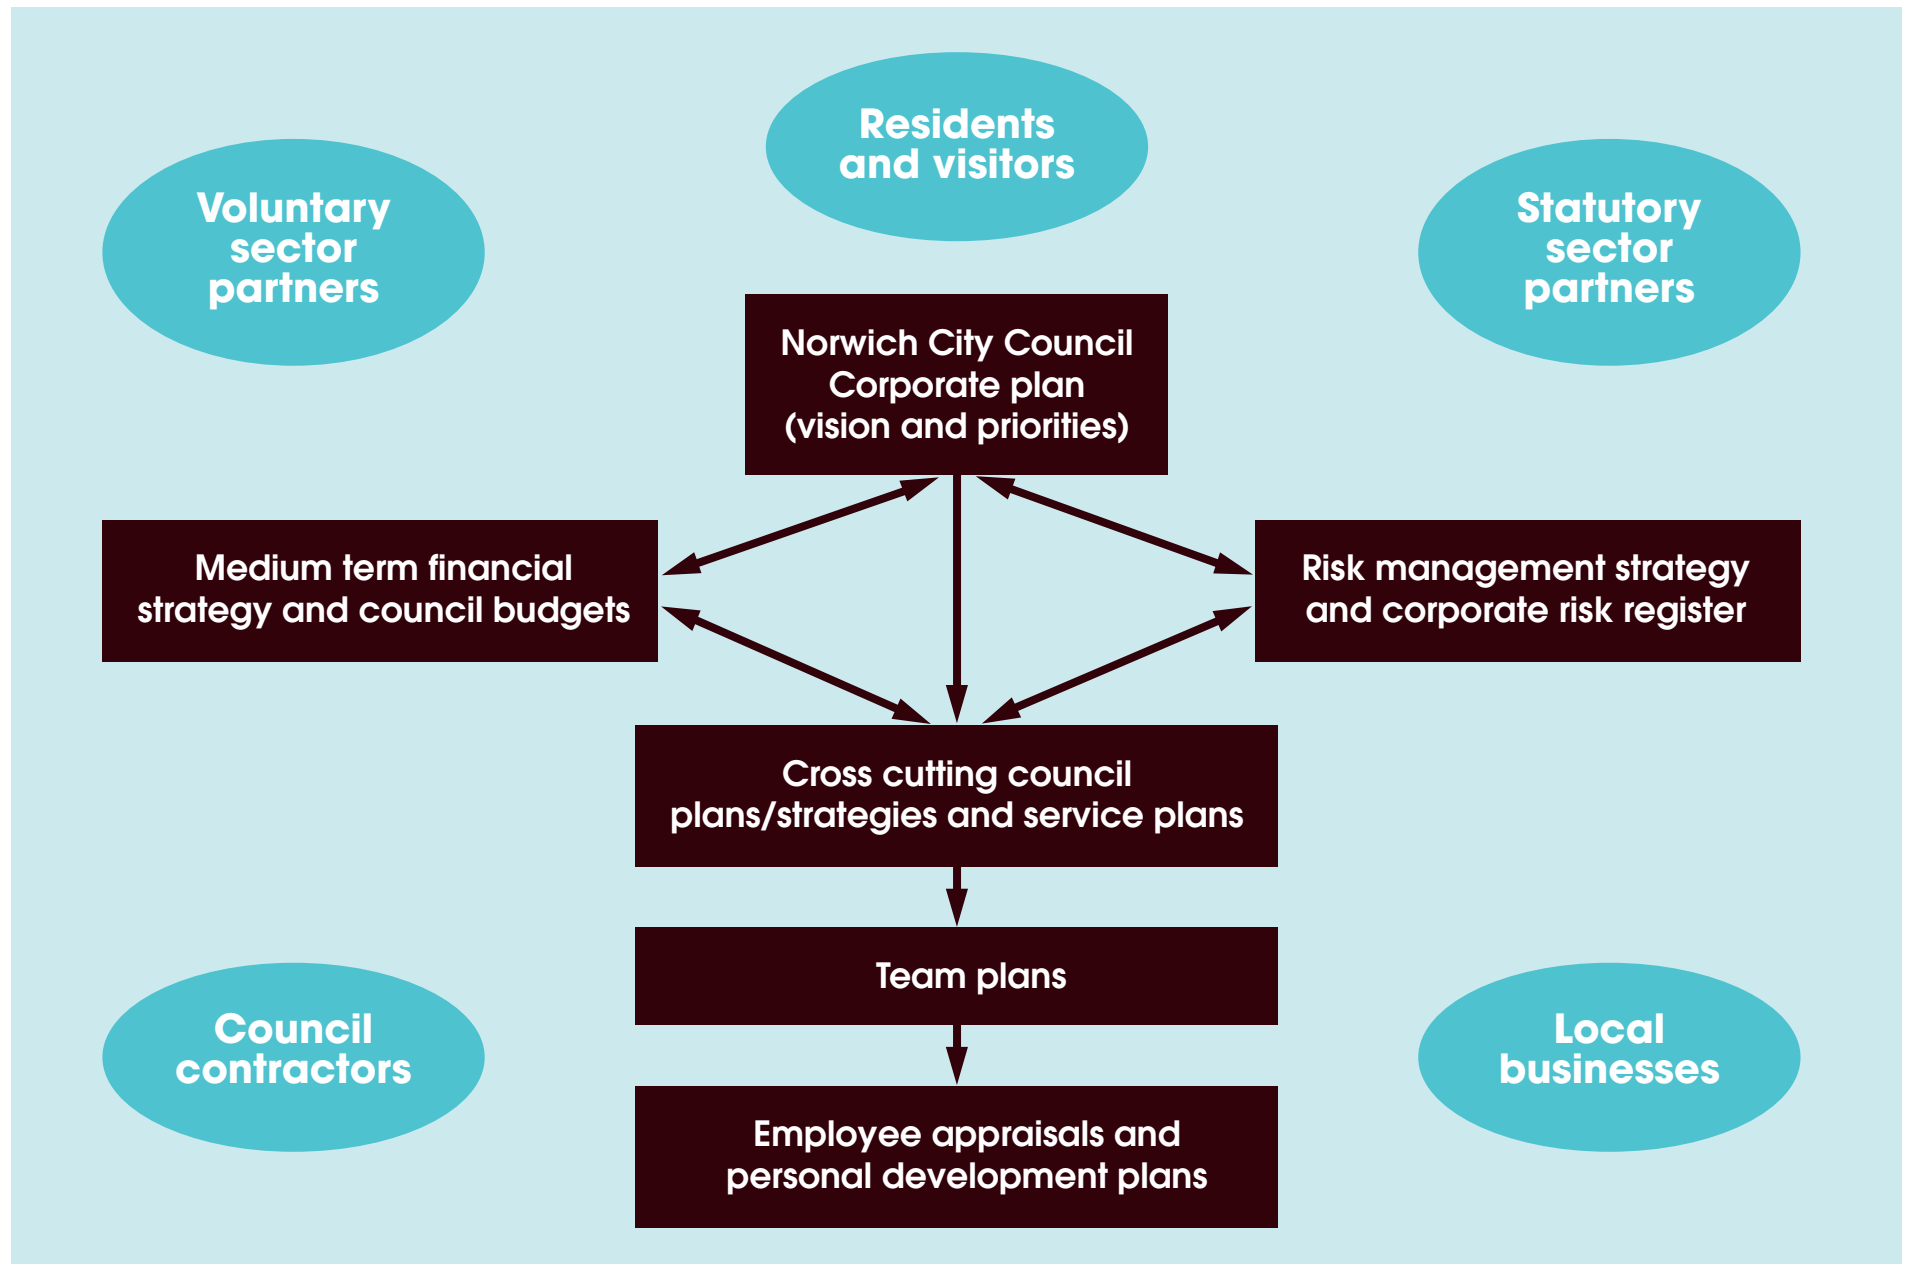 Residents
and visitors
Voluntary
sector
partners
Statutory
sector
partners
Norwich City Council
Corporate plan
(vision and priorities)
Medium term financial
strategy and council budgets
Risk management strategy
and corporate risk register
Cross cutting council
plans/strategies and service plans
Team plans
Council
contractors
Local
businesses
Employee appraisals and
personal development plans